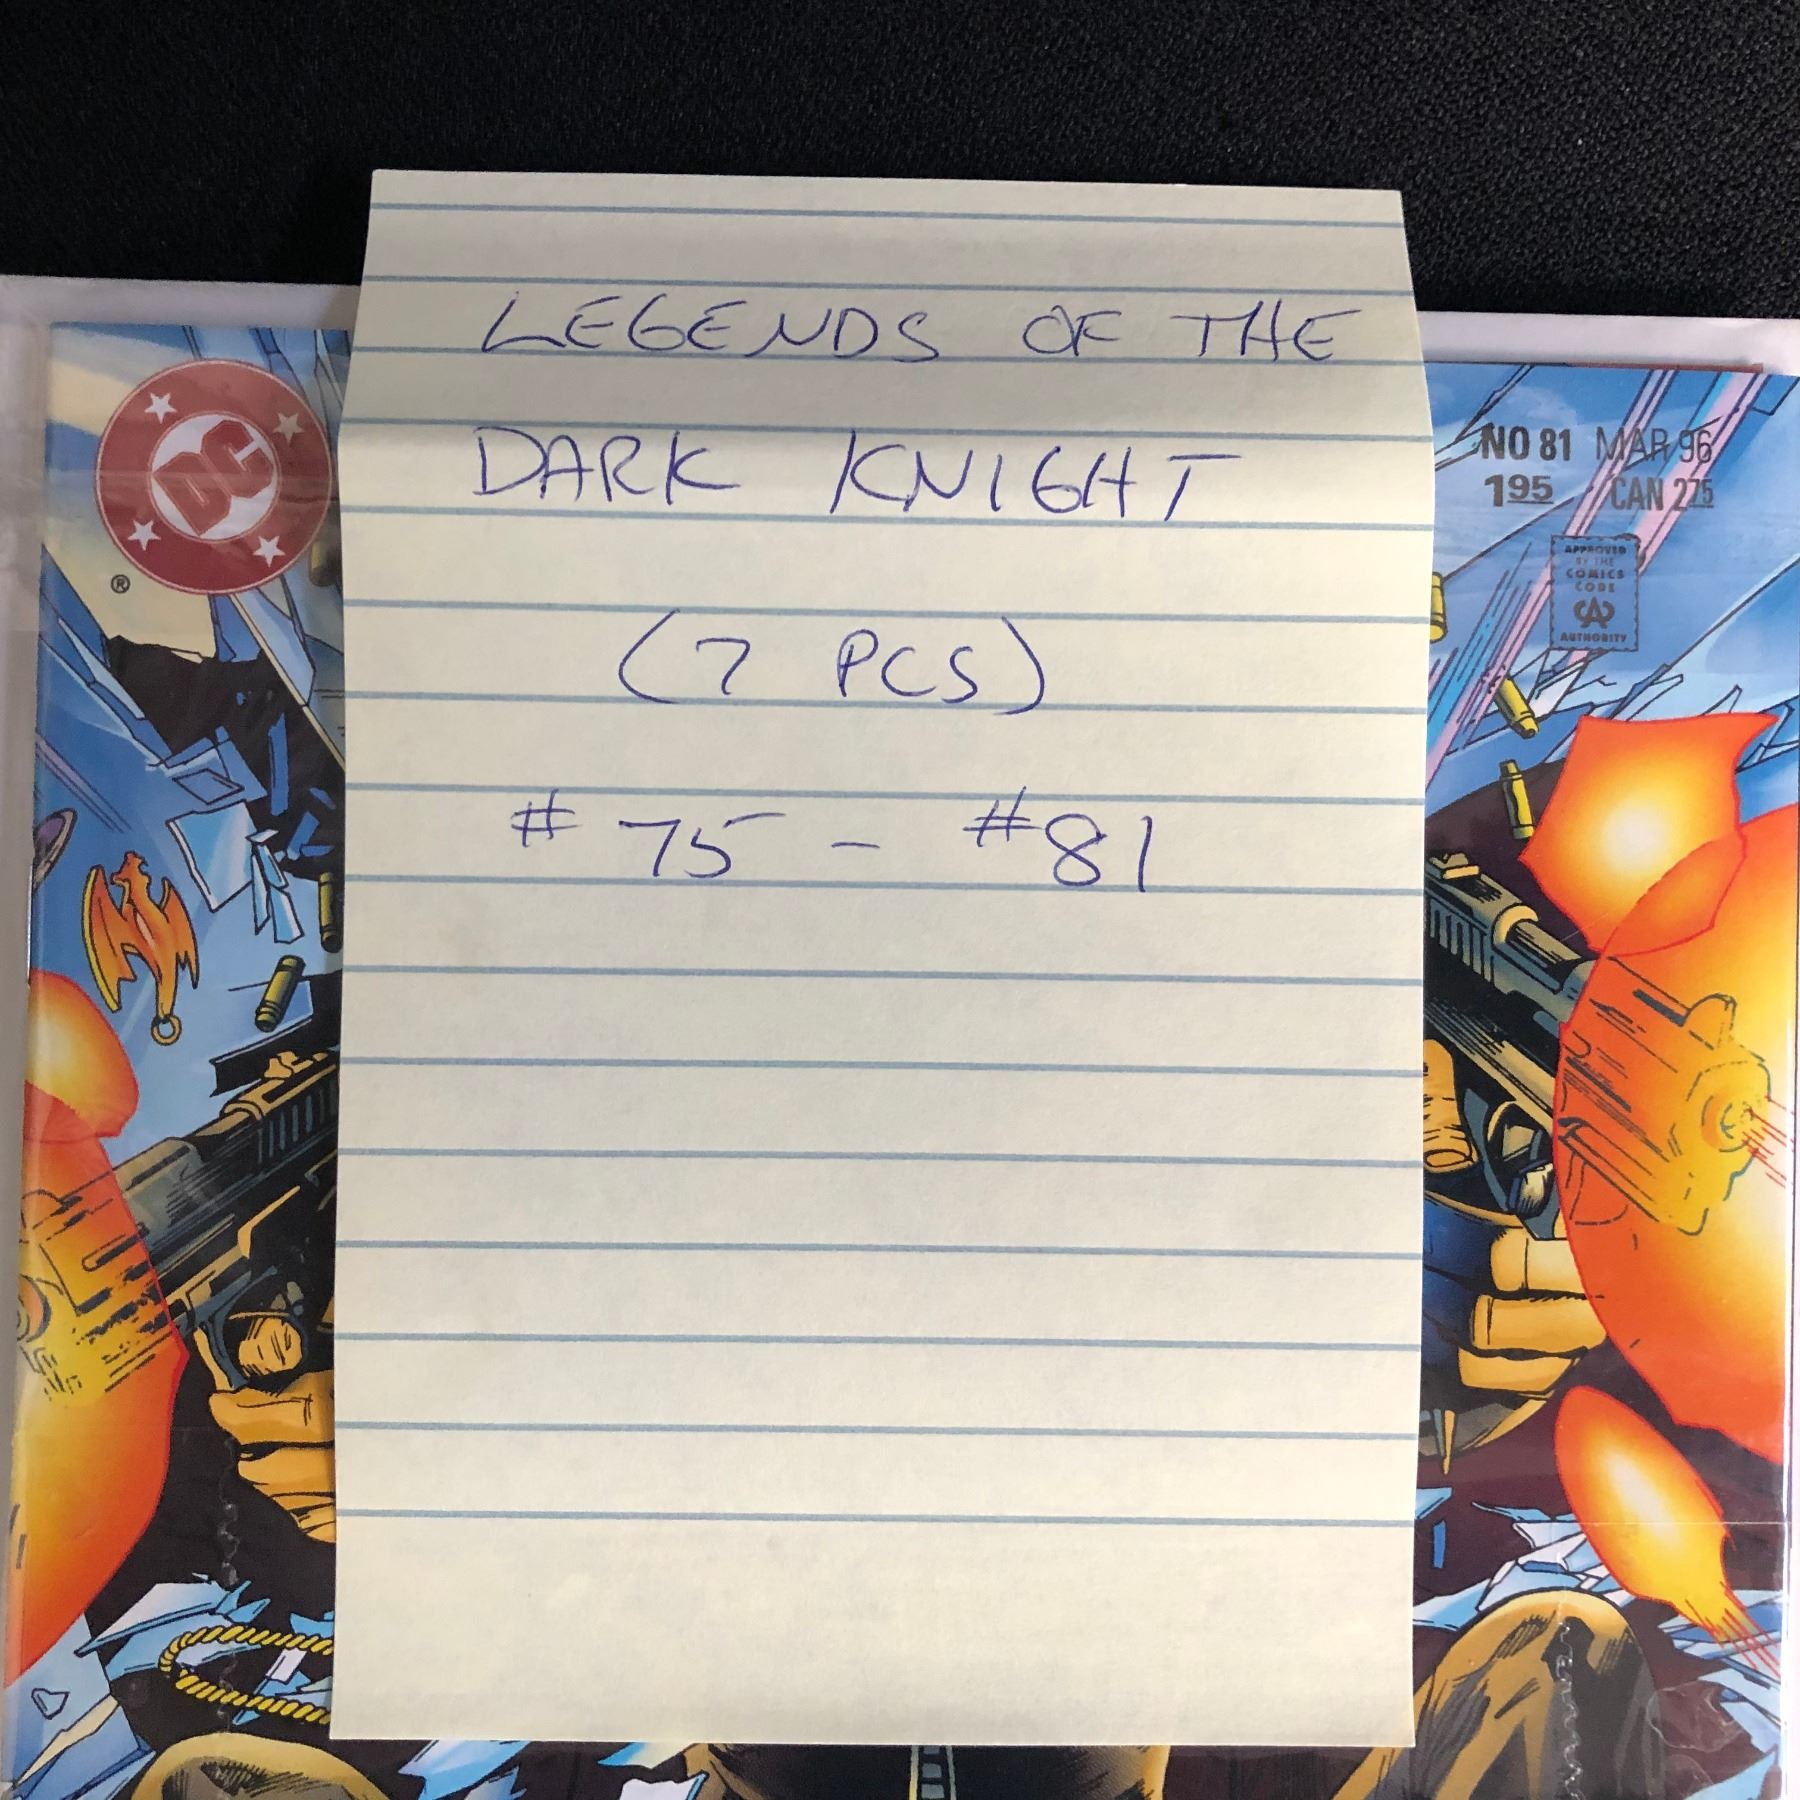 LEGENDS OF THE
DARK KNIGHT
(7 PCS)
# 75 - #81
DC
®
NO 81 MAR 96
1.95 CAN 2.75
APPROVED
BY THE
COMICS
CODE
CA
AUTHORITY